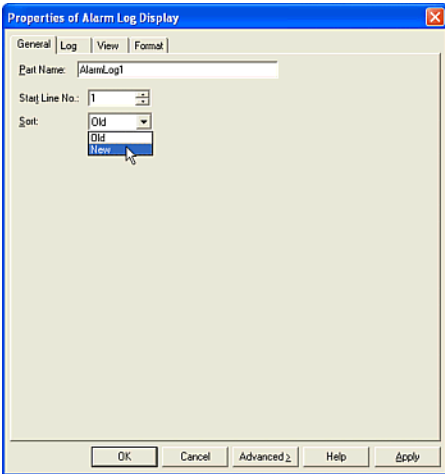 Properties of Alarm Log Display
General Log View Format
Part Name: AlarmLog1
Start Line No.: 1
Sort: Old
Old
New
OK Cancel Advanced > Help Apply